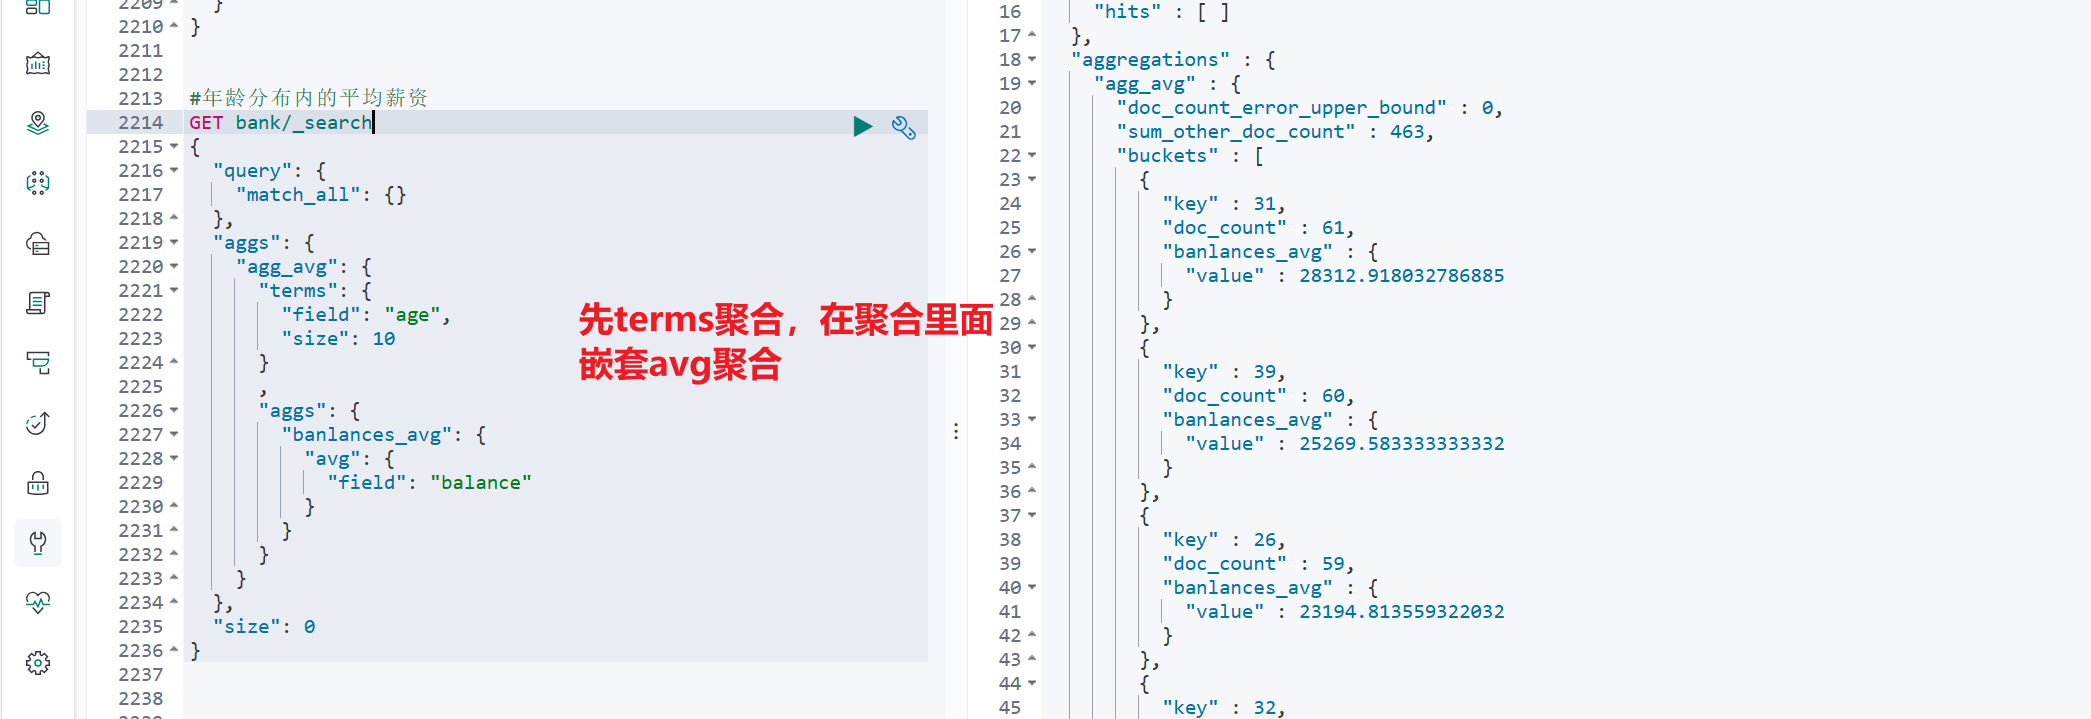 2209 }
2210 }
2211
2212
2213 #年龄分布内的平均薪资
2214 GET bank/_search
2215 {
2216 "query": {
2217 "match_all": {}
2218 },
2219 "aggs": {
2220 "agg_avg": {
2221 "terms": {
2222 "field": "age",
2223 "size": 10
2224 }
2225 ,
2226 "aggs": {
2227 "banlances_avg": {
2228 "avg": {
2229 "field": "balance"
2230 }
2231 }
2232 }
2233 }
2234 },
2235 "size": 0
2236 }
2237
2238
先terms聚合，在聚合里面
嵌套avg聚合
16 "hits" : [ ]
17 },
18 "aggregations" : {
19 "agg_avg" : {
20 "doc_count_error_upper_bound" : 0,
21 "sum_other_doc_count" : 463,
22 "buckets" : [
23 {
24 "key" : 31,
25 "doc_count" : 61,
26 "banlances_avg" : {
27 "value" : 28312.918032786885
28 }
29 },
30 {
31 "key" : 39,
32 "doc_count" : 60,
33 "banlances_avg" : {
34 "value" : 25269.583333333332
35 }
36 },
37 {
38 "key" : 26,
39 "doc_count" : 59,
40 "banlances_avg" : {
41 "value" : 23194.813559322032
42 }
43 },
44 {
45 "key" : 32,